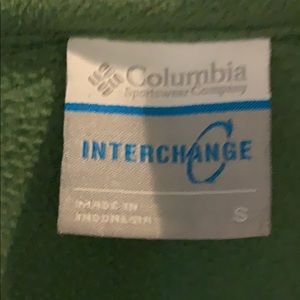 Columbia
Sportswear Company
INTERCHANGE
MADE IN
INDONESIA
S